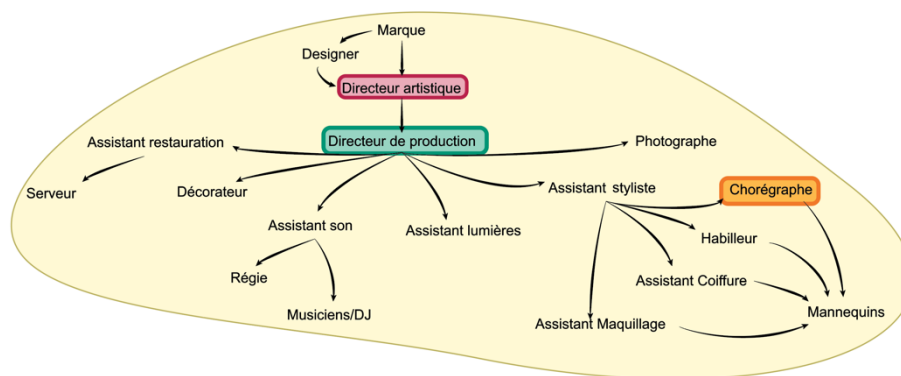 Marque
Designer
Directeur artistique
Directeur de production
Assistant restauration
Photographe
Serveur
Décorateur
Assistant styliste
Chorégraphe
Assistant son
Assistant lumières
Habilleur
Régie
Assistant Coiffure
Musiciens/DJ
Assistant Maquillage
Mannequins